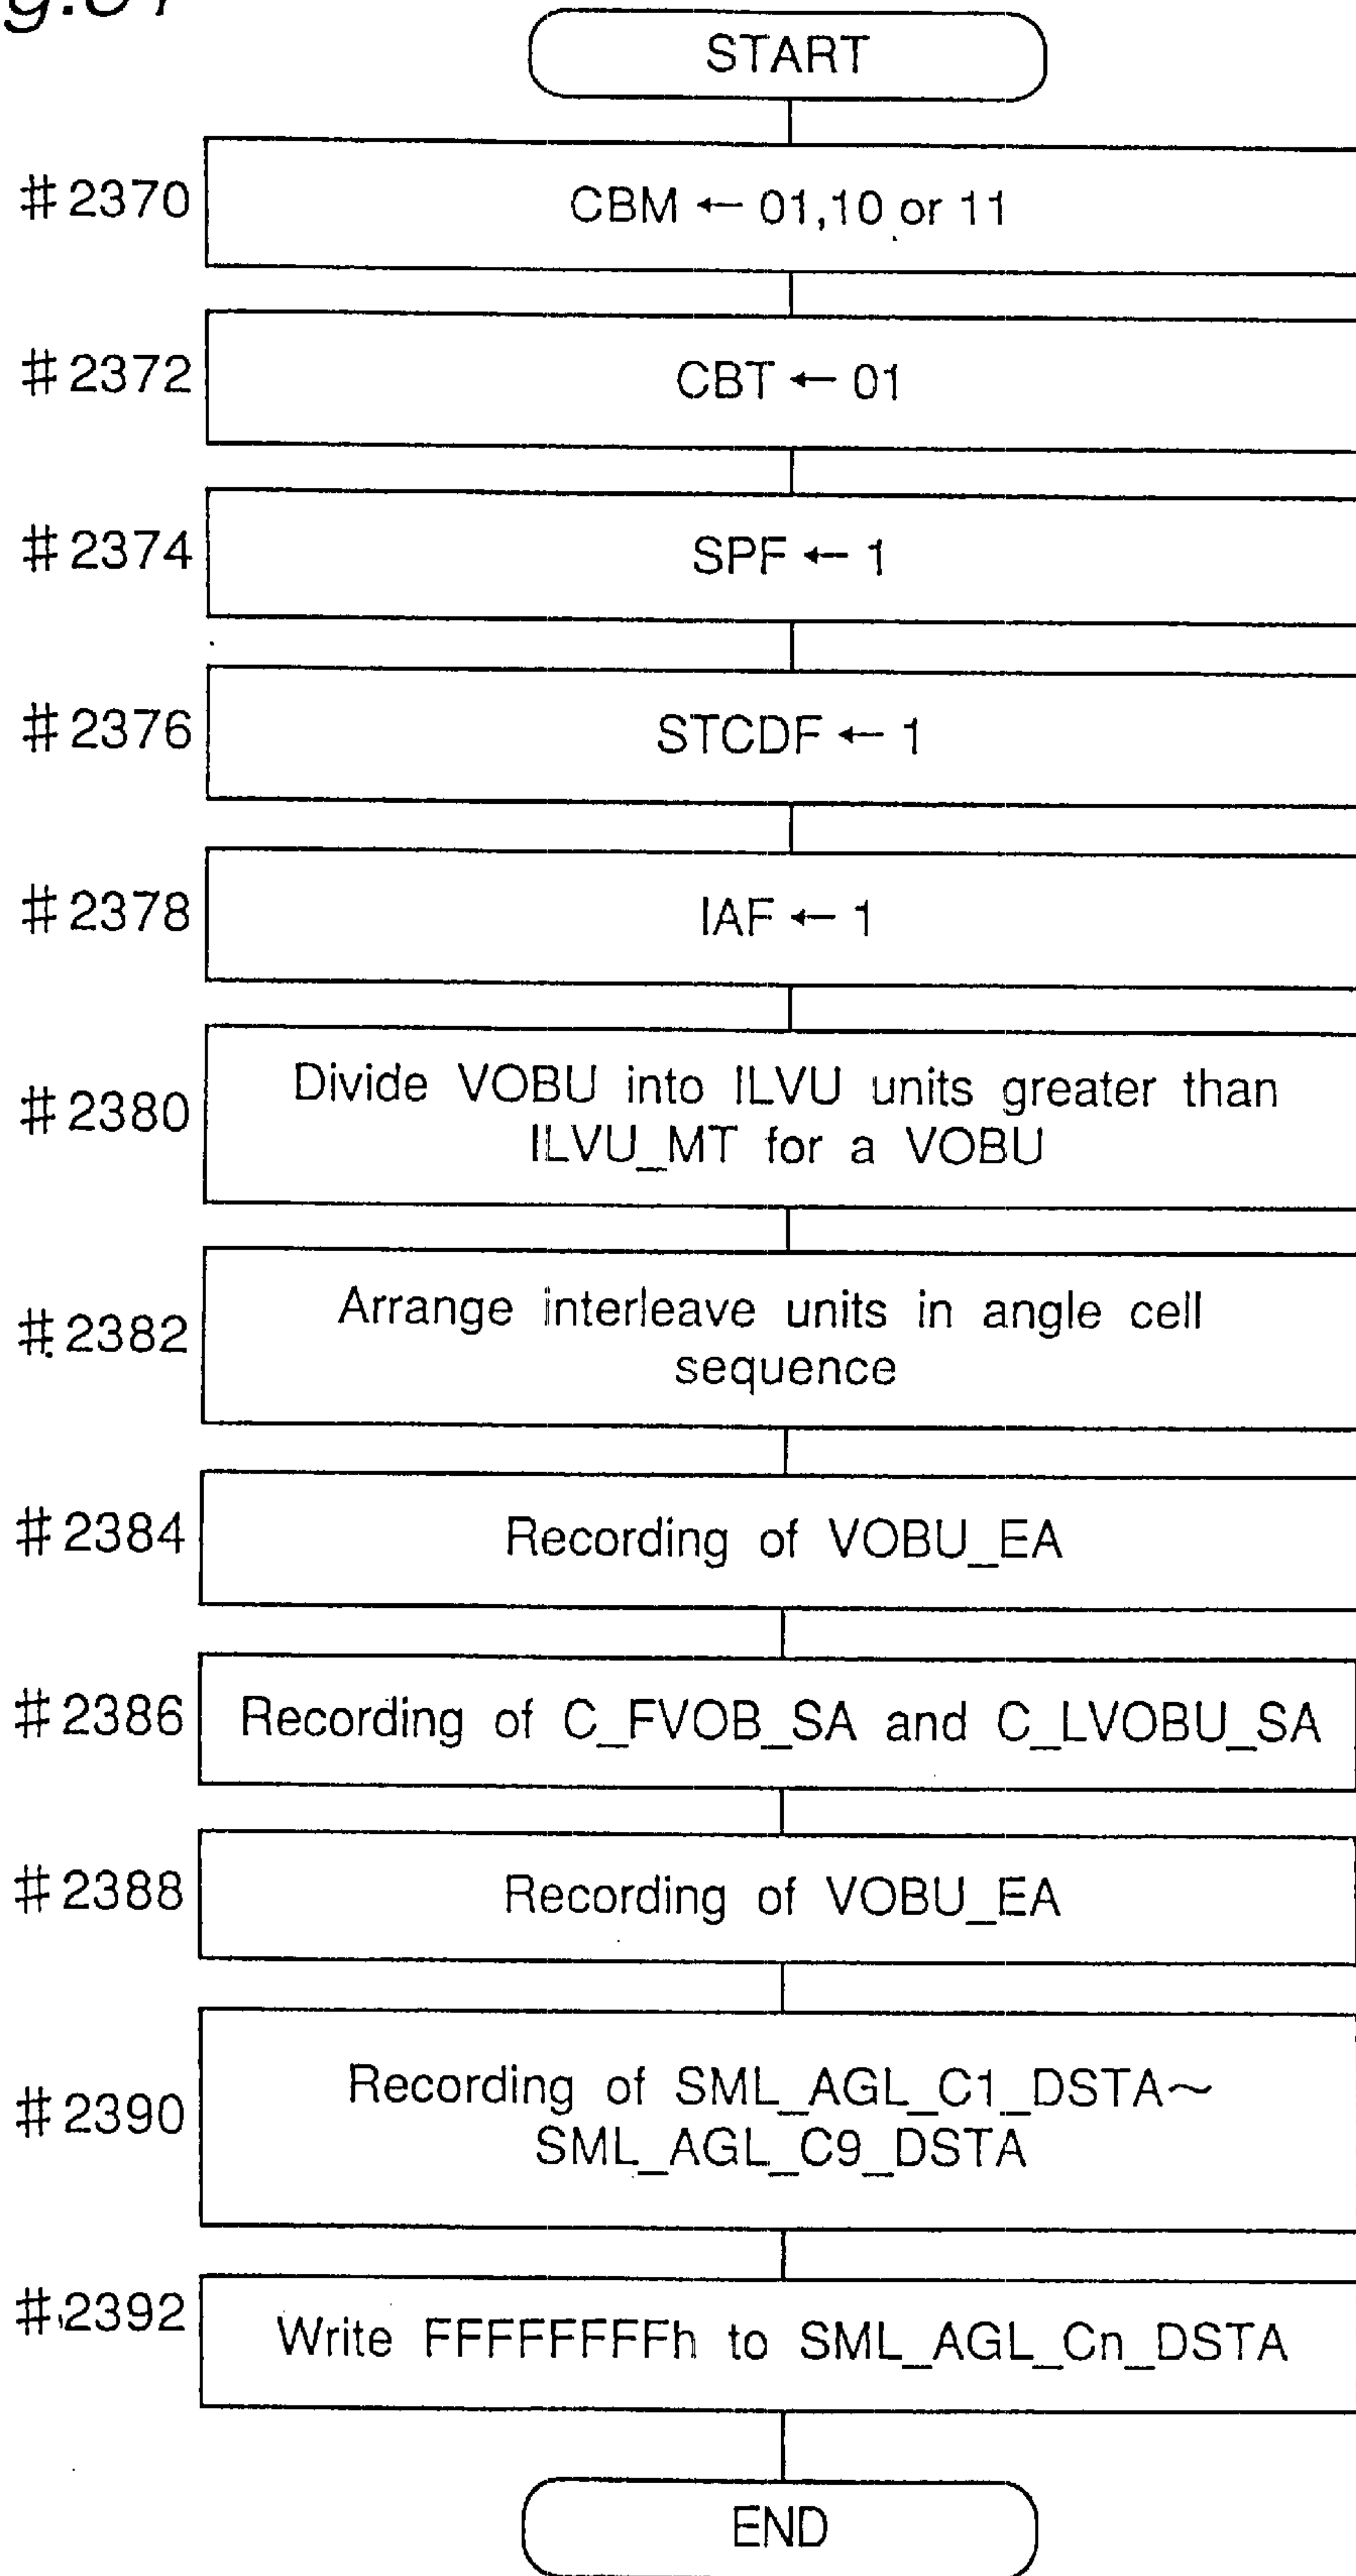 START
#2370
CBM ← 01,10 or 11
#2372
CBT ← 01
#2374
SPF ← 1
#2376
STCDF ← 1
#2378
IAF ← 1
#2380
Divide VOBU into ILVU units greater than
ILVU_MT for a VOBU
#2382
Arrange interleave units in angle cell
sequence
#2384
Recording of VOBU_EA
#2386
Recording of C_FVOB_SA and C_LVOBU_SA
#2388
Recording of VOBU_EA
#2390
Recording of SML_AGL_C1_DSTA~
SML_AGL_C9_DSTA
#2392
Write FFFFFFFFh to SML_AGL_Cn_DSTA
END